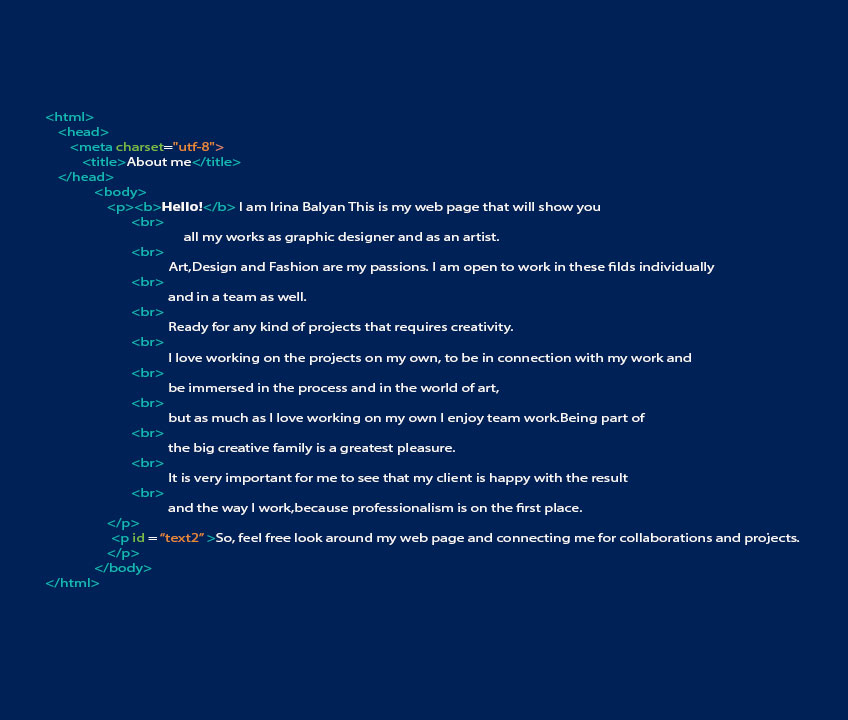 <html>
<head>
<meta charset="utf-8">
<title>About me</title>
</head>
<body>
<p><b>Hello!</b> I am Irina Balyan This is my web page that will show you
<br>
all my works as graphic designer and as an artist.
<br>
Art,Design and Fashion are my passions. I am open to work in these filds individually
<br>
and in a team as well.
<br>
Ready for any kind of projects that requires creativity.
<br>
I love working on the projects on my own, to be in connection with my work and
<br>
be immersed in the process and in the world of art,
<br>
but as much as I love working on my own I enjoy team work.Being part of
<br>
the big creative family is a greatest pleasure.
<br>
It is very important for me to see that my client is happy with the result
<br>
and the way I work,because professionalism is on the first place.
</p>
<p id = “text2” >So, feel free look around my web page and connecting me for collaborations and projects.
</p>
</body>
</html>